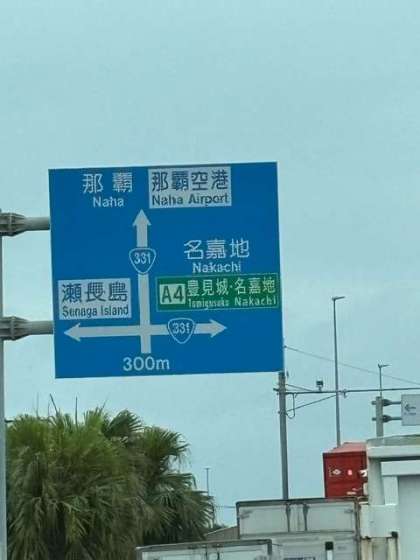 那覇
Naha
那覇空港
Naha Airport
331
名嘉地
Nakachi
瀬長島
Senaga Island
A4
豊見城・名嘉地
Tomigusuku Nakachi
331
300m